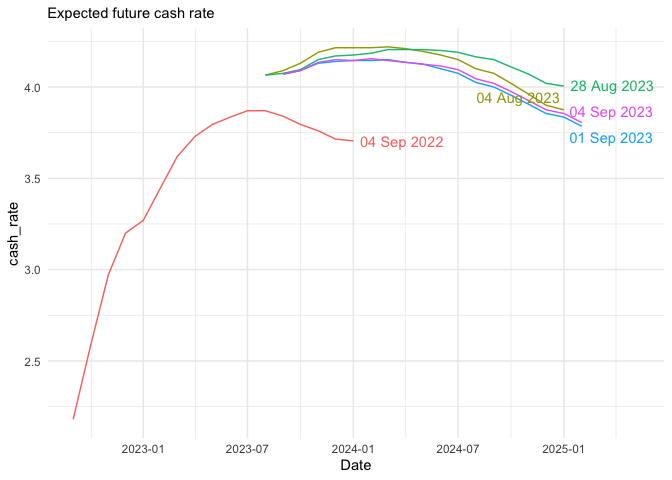 Expected future cash rate
cash_rate
4.0
3.5
3.0
2.5
28 Aug 2023
04 Aug 2023
04 Sep 2023
01 Sep 2023
04 Sep 2022
2023-01
2023-07
2024-01
2024-07
2025-01
Date